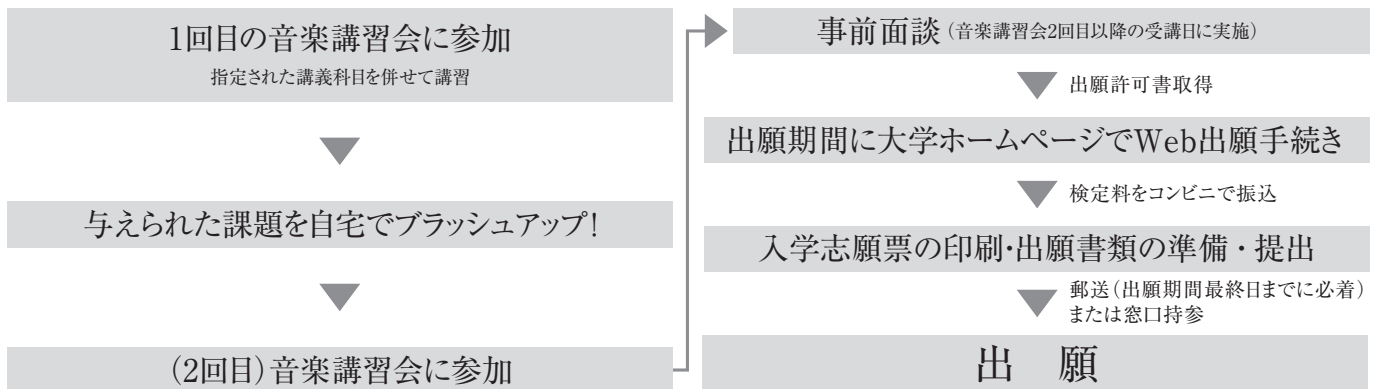 1回目の音楽講習会に参加
指定された講義科目を併せて講習
与えられた課題を自宅でブラッシュアップ!
(2回目)音楽講習会に参加
事前面談(音楽講習会2回目以降の受講日に実施)
出願許可書取得
出願期間に大学ホームページでWeb出願手続き
検定料をコンビニで振込
入学志願票の印刷・出願書類の準備・提出
郵送(出願期間最終日までに必着)
または窓口持参
出 願